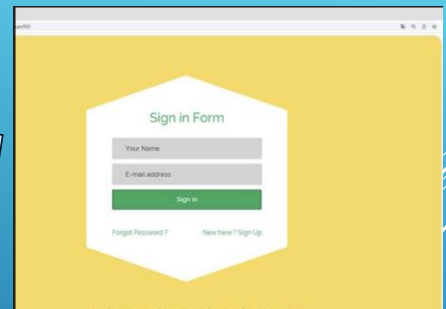 Sign in Form
Your Name
E-mail address
Sign in
Forgot Password ?
New here ? Sign Up